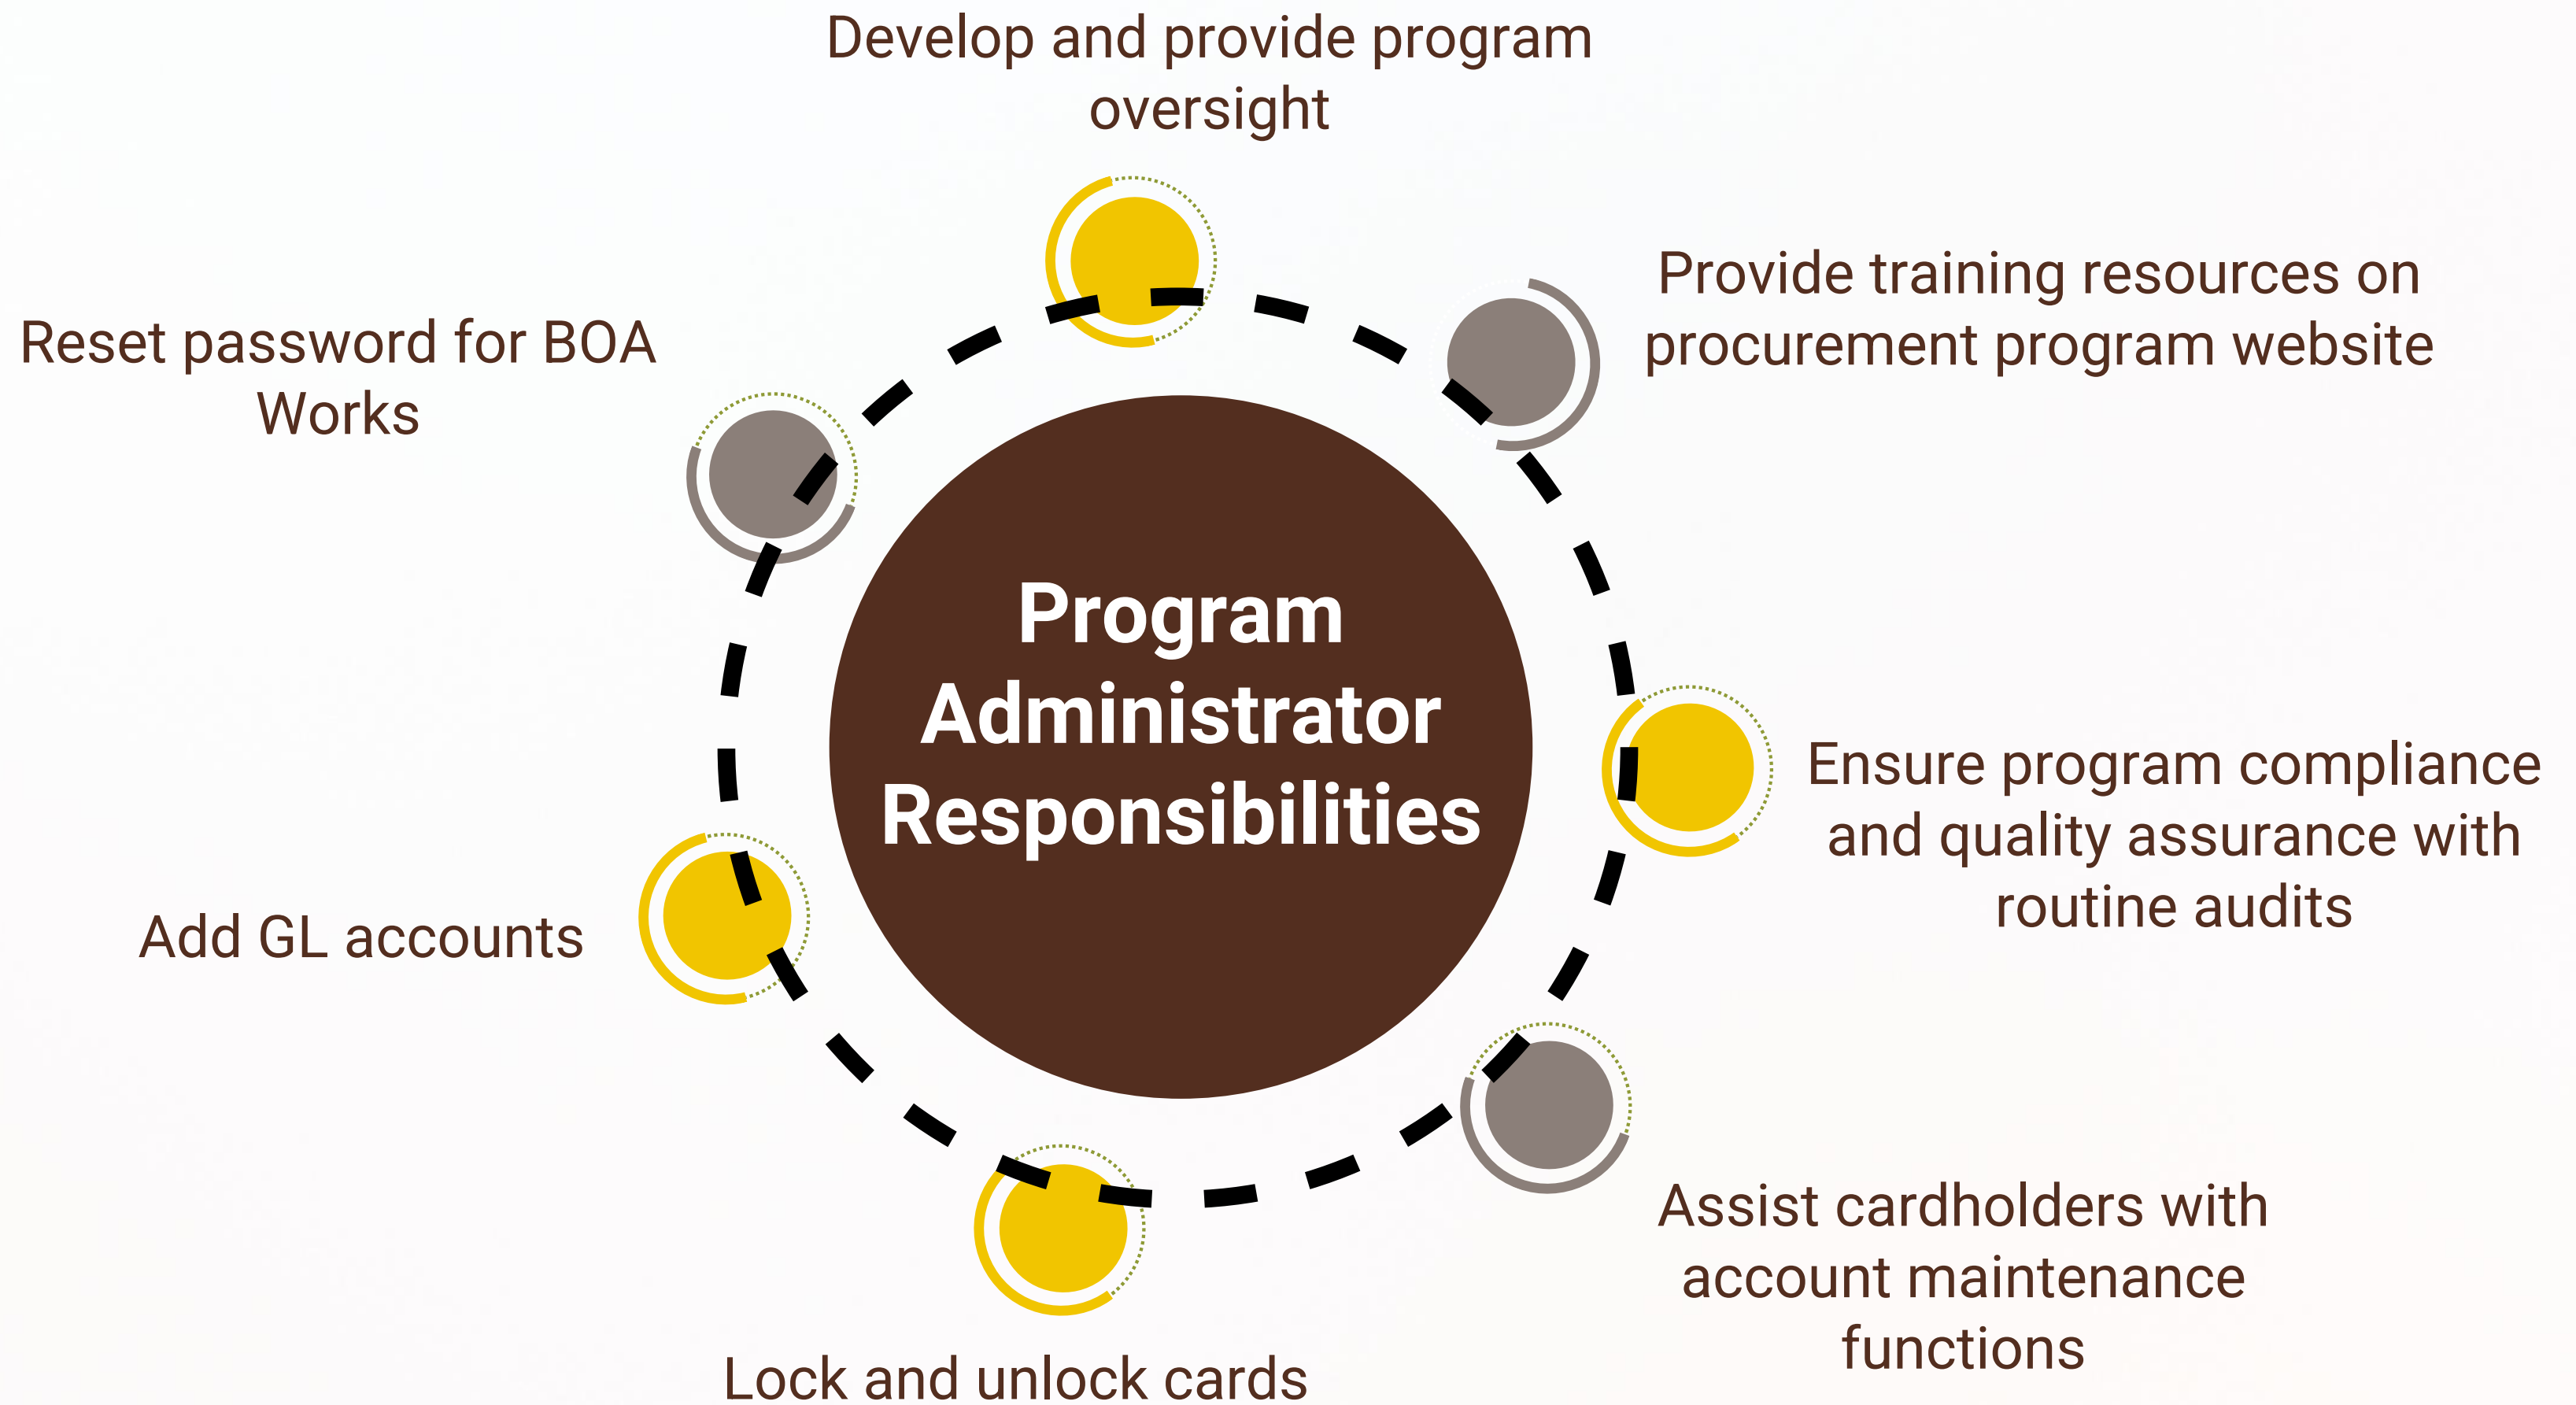 Develop and provide program
oversight
Provide training resources on
procurement program website
Reset password for BOA
Works
Program
Administrator
Responsibilities
Ensure program compliance
and quality assurance with
routine audits
Add GL accounts
Assist cardholders with
account maintenance
functions
Lock and unlock cards